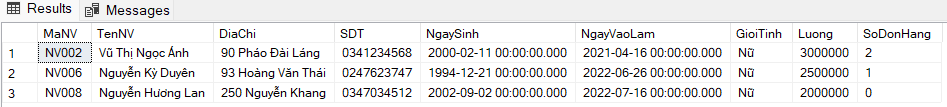 Results Messages
MaNV TenNV DiaChi SDT NgaySinh NgayVaoLam GioiTinh Luong SoDonHang
1 NV002 Vũ Thị Ngọc Ánh 90 Pháo Đài Láng 0341234568 2000-02-11 00:00:00.000 2021-04-16 00:00:00.000 Nữ 3000000 2
2 NV006 Nguyễn Kỳ Duyên 93 Hoàng Văn Thái 0247623747 1994-12-21 00:00:00.000 2022-06-26 00:00:00.000 Nữ 2500000 1
3 NV008 Nguyễn Hương Lan 250 Nguyễn Khang 0347034512 2002-09-02 00:00:00.000 2022-07-16 00:00:00.000 Nữ 2000000 0